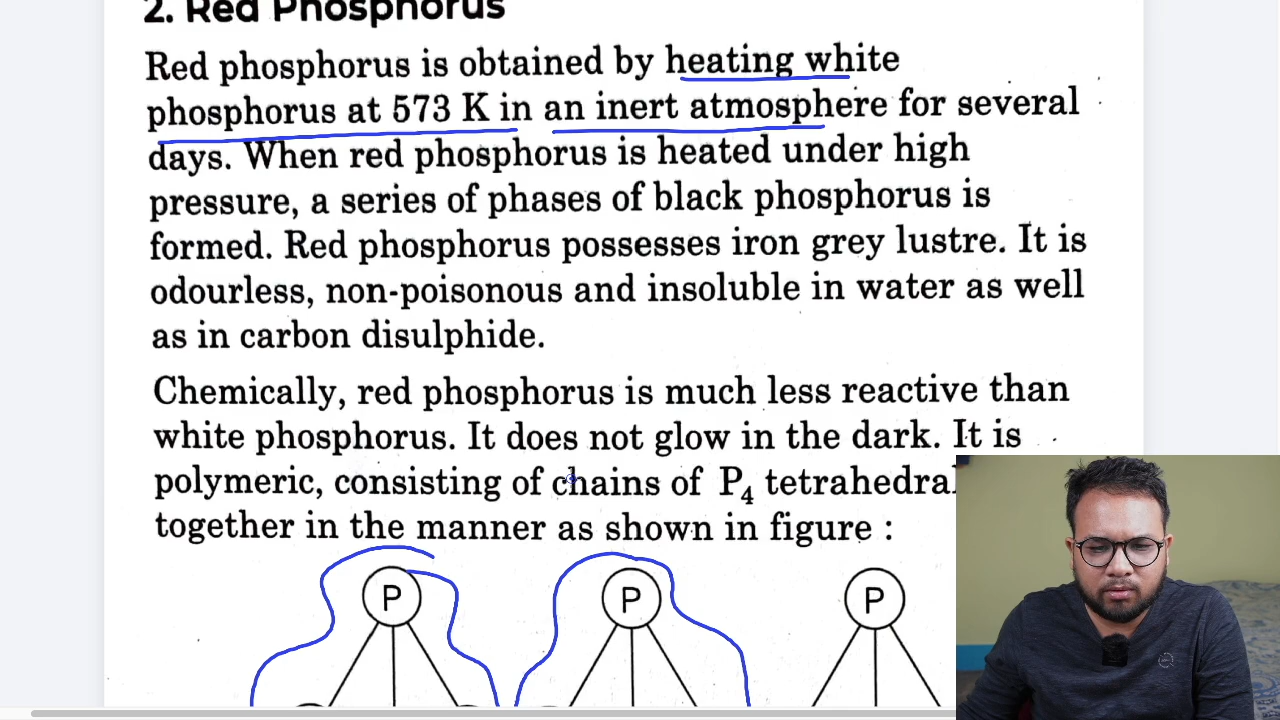 2. Red Phosphorus
Red phosphorus is obtained by heating white
phosphorus at 573 K in an inert atmosphere for several
days. When red phosphorus is heated under high
pressure, a series of phases of black phosphorus is
formed. Red phosphorus possesses iron grey lustre. It is
odourless, non-poisonous and insoluble in water as well
as in carbon disulphide.
Chemically, red phosphorus is much less reactive than
white phosphorus. It does not glow in the dark. It is
polymeric, consisting of chains of P₄ tetrahedra
together in the manner as shown in figure :
P P P